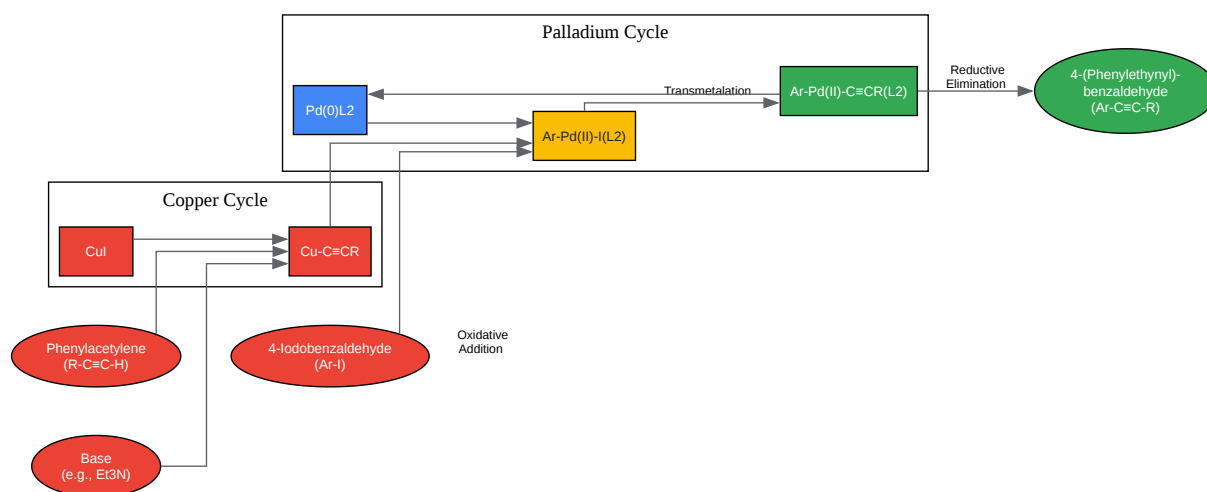 Palladium Cycle
Pd(0)L2
Ar-Pd(II)-I(L2)
Transmetalation
Ar-Pd(II)-C≡CR(L2)
Reductive
Elimination
4-(Phenylethynyl)-
benzaldehyde
(Ar-C≡C-R)
Copper Cycle
CuI
Cu-C≡CR
Phenylacetylene
(R-C≡C-H)
4-Iodobenzaldehyde
(Ar-I)
Oxidative
Addition
Base
(e.g., Et3N)